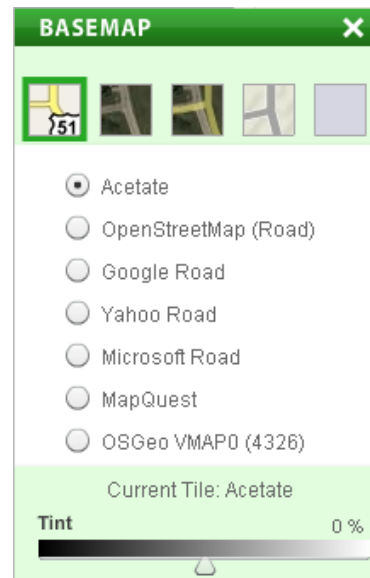 BASEMAP
51
Acetate
OpenStreetMap (Road)
Google Road
Yahoo Road
Microsoft Road
MapQuest
OSGeo VMAP0 (4326)
Current Tile: Acetate
Tint 0 %